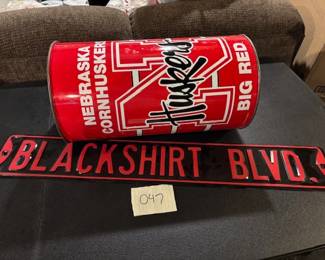 NEBRASKA
CORNHUSKERS
N
Huskers
BIG RED
BLACKSHIRT BLVD.
047